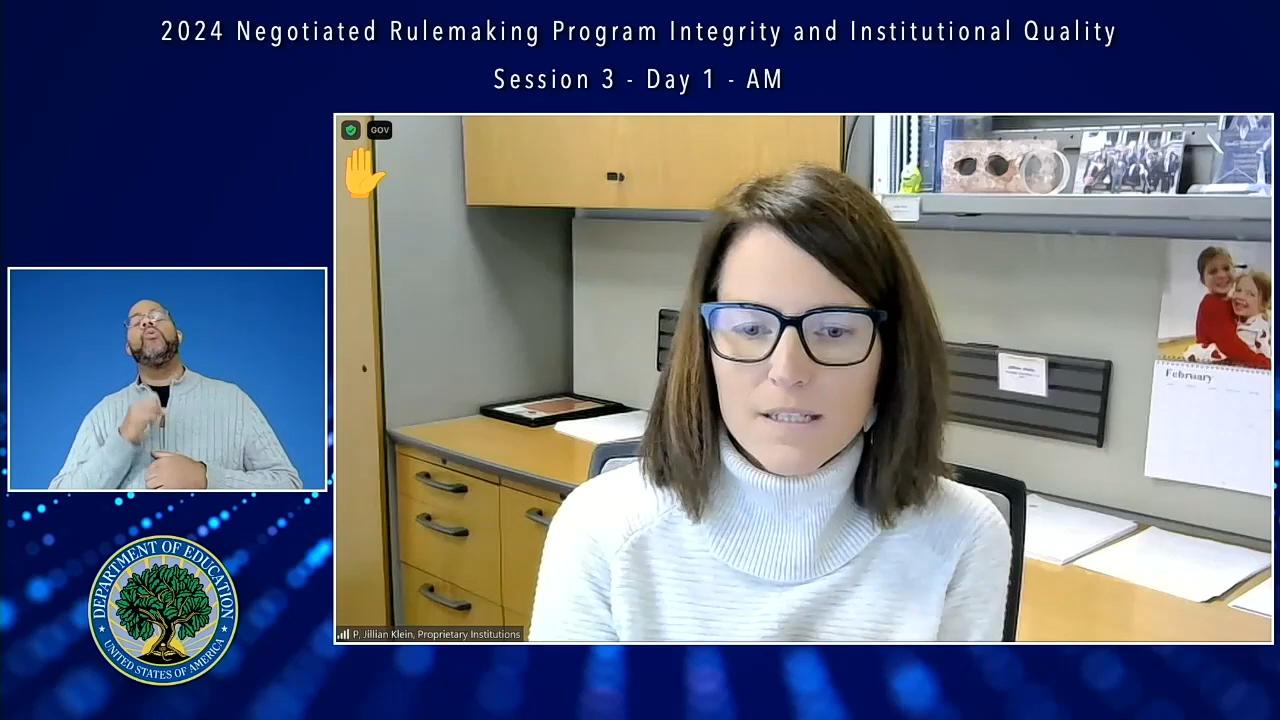 2024 Negotiated Rulemaking Program Integrity and Institutional Quality
Session 3 - Day 1 - AM
GOV
February
P, Jillian Klein, Proprietary Institutions
DEPARTMENT OF EDUCATION
UNITED STATES OF AMERICA